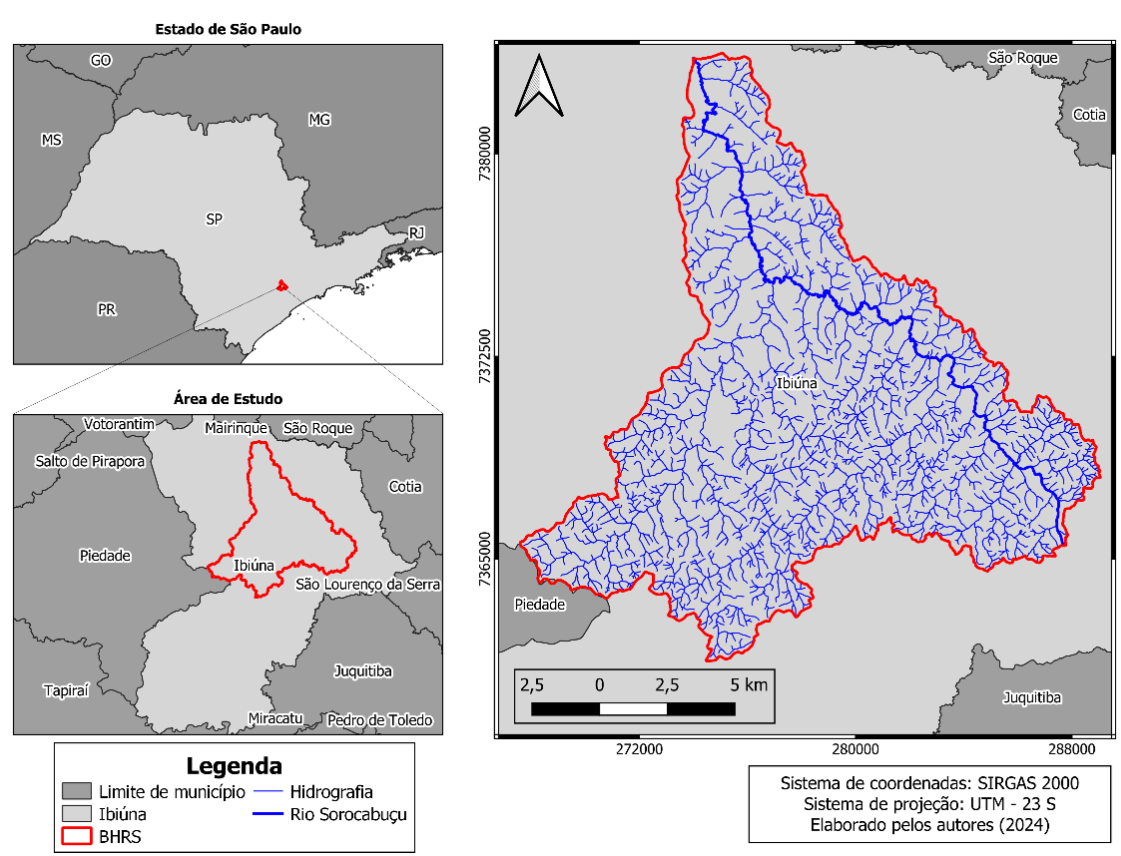 Estado de São Paulo
GO
MS
MG
SP
RJ
PR
Área de Estudo
Votorantim
Mairinque
São Roque
Salto de Pirapora
Cotia
Piedade
Ibiúna
São Lourenço da Serra
Juquitiba
Tapiraí
Miracatu
Pedro de Toledo
Legenda
Limite de município
Hidrografia
Ibiúna
Rio Sorocabuçu
BHRS
São Roque
Cotia
7380000
7372500
Ibiúna
7365000
Piedade
Juquitiba
2,5 0 2,5 5 km
272000 280000 288000
Sistema de coordenadas: SIRGAS 2000
Sistema de projeção: UTM - 23 S
Elaborado pelos autores (2024)